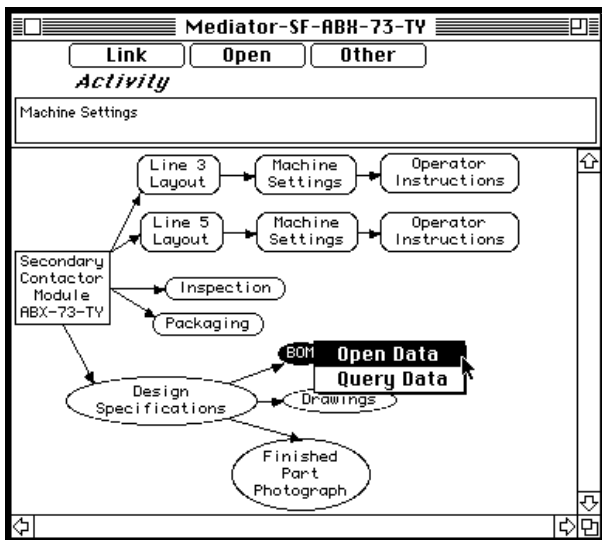 Mediator-SF-ABX-73-TY
Link Open Other
Activity
Machine Settings
Line 3
Layout
Machine
Settings
Operator
Instructions
Line 5
Layout
Machine
Settings
Operator
Instructions
Secondary
Contactor
Module
ABX-73-TY
Inspection
Packaging
BOM
Open Data
Query Data
Design
Specifications
Drawings
Finished
Part
Photograph